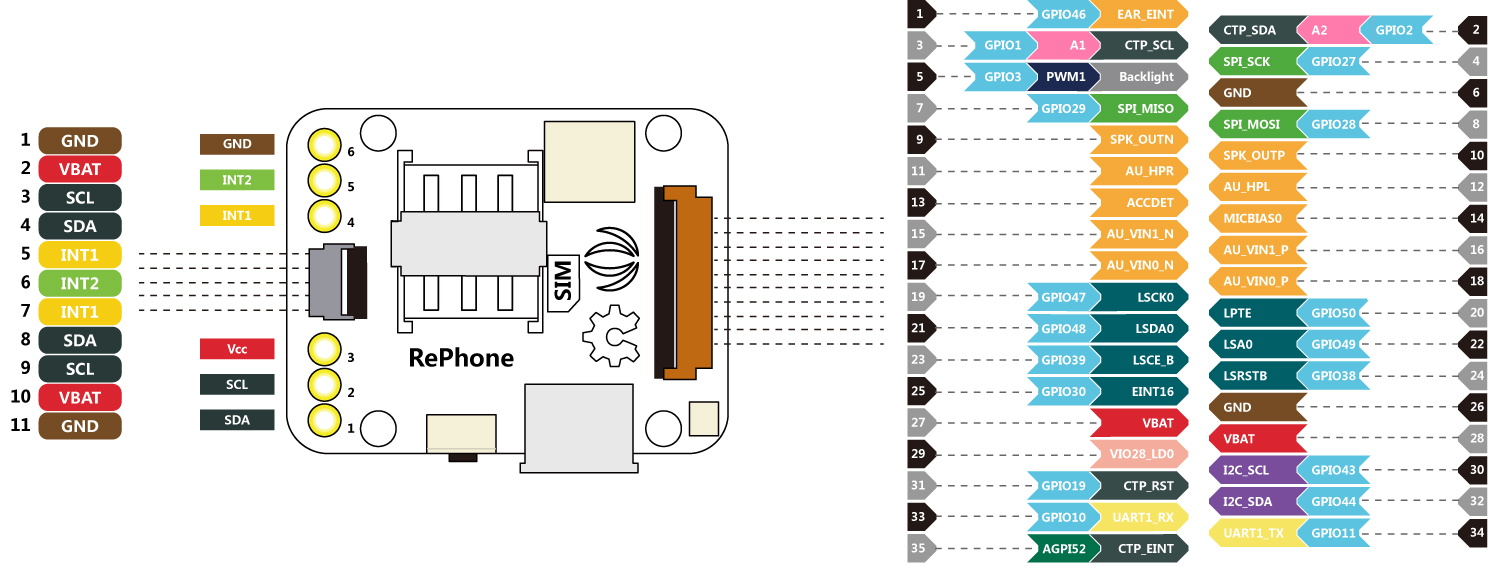 1 GND
2 VBAT
3 SCL
4 SDA
5 INT1
6 INT2
7 INT1
8 SDA
9 SCL
10 VBAT
11 GND
GND 6
INT2 5
INT1 4
Vcc 3
SCL 2
SDA 1
SIM
RePhone
1 GPIO46 EAR_EINT
3 GPIO1 A1 CTP_SCL
5 GPIO3 PWM1 Backlight
7 GPIO29 SPI_MISO
9 SPK_OUTN
11 AU_HPR
13 ACCDET
15 AU_VIN1_N
17 AU_VIN0_N
19 GPIO47 LSCK0
21 GPIO48 LSDA0
23 GPIO39 LSCE_B
25 GPIO30 EINT16
27 VBAT
29 VIO28_LD0
31 GPIO19 CTP_RST
33 GPIO10 UART1_RX
35 AGPI52 CTP_EINT
CTP_SDA A2 GPIO2 2
SPI_SCK GPIO27 4
GND 6
SPI_MOSI GPIO28 8
SPK_OUTP 10
AU_HPL 12
MICBIAS0 14
AU_VIN1_P 16
AU_VIN0_P 18
LPTE GPIO50 20
LSA0 GPIO49 22
LSRSTB GPIO38 24
GND 26
VBAT 28
I2C_SCL GPIO43 30
I2C_SDA GPIO44 32
UART1_TX GPIO11 34